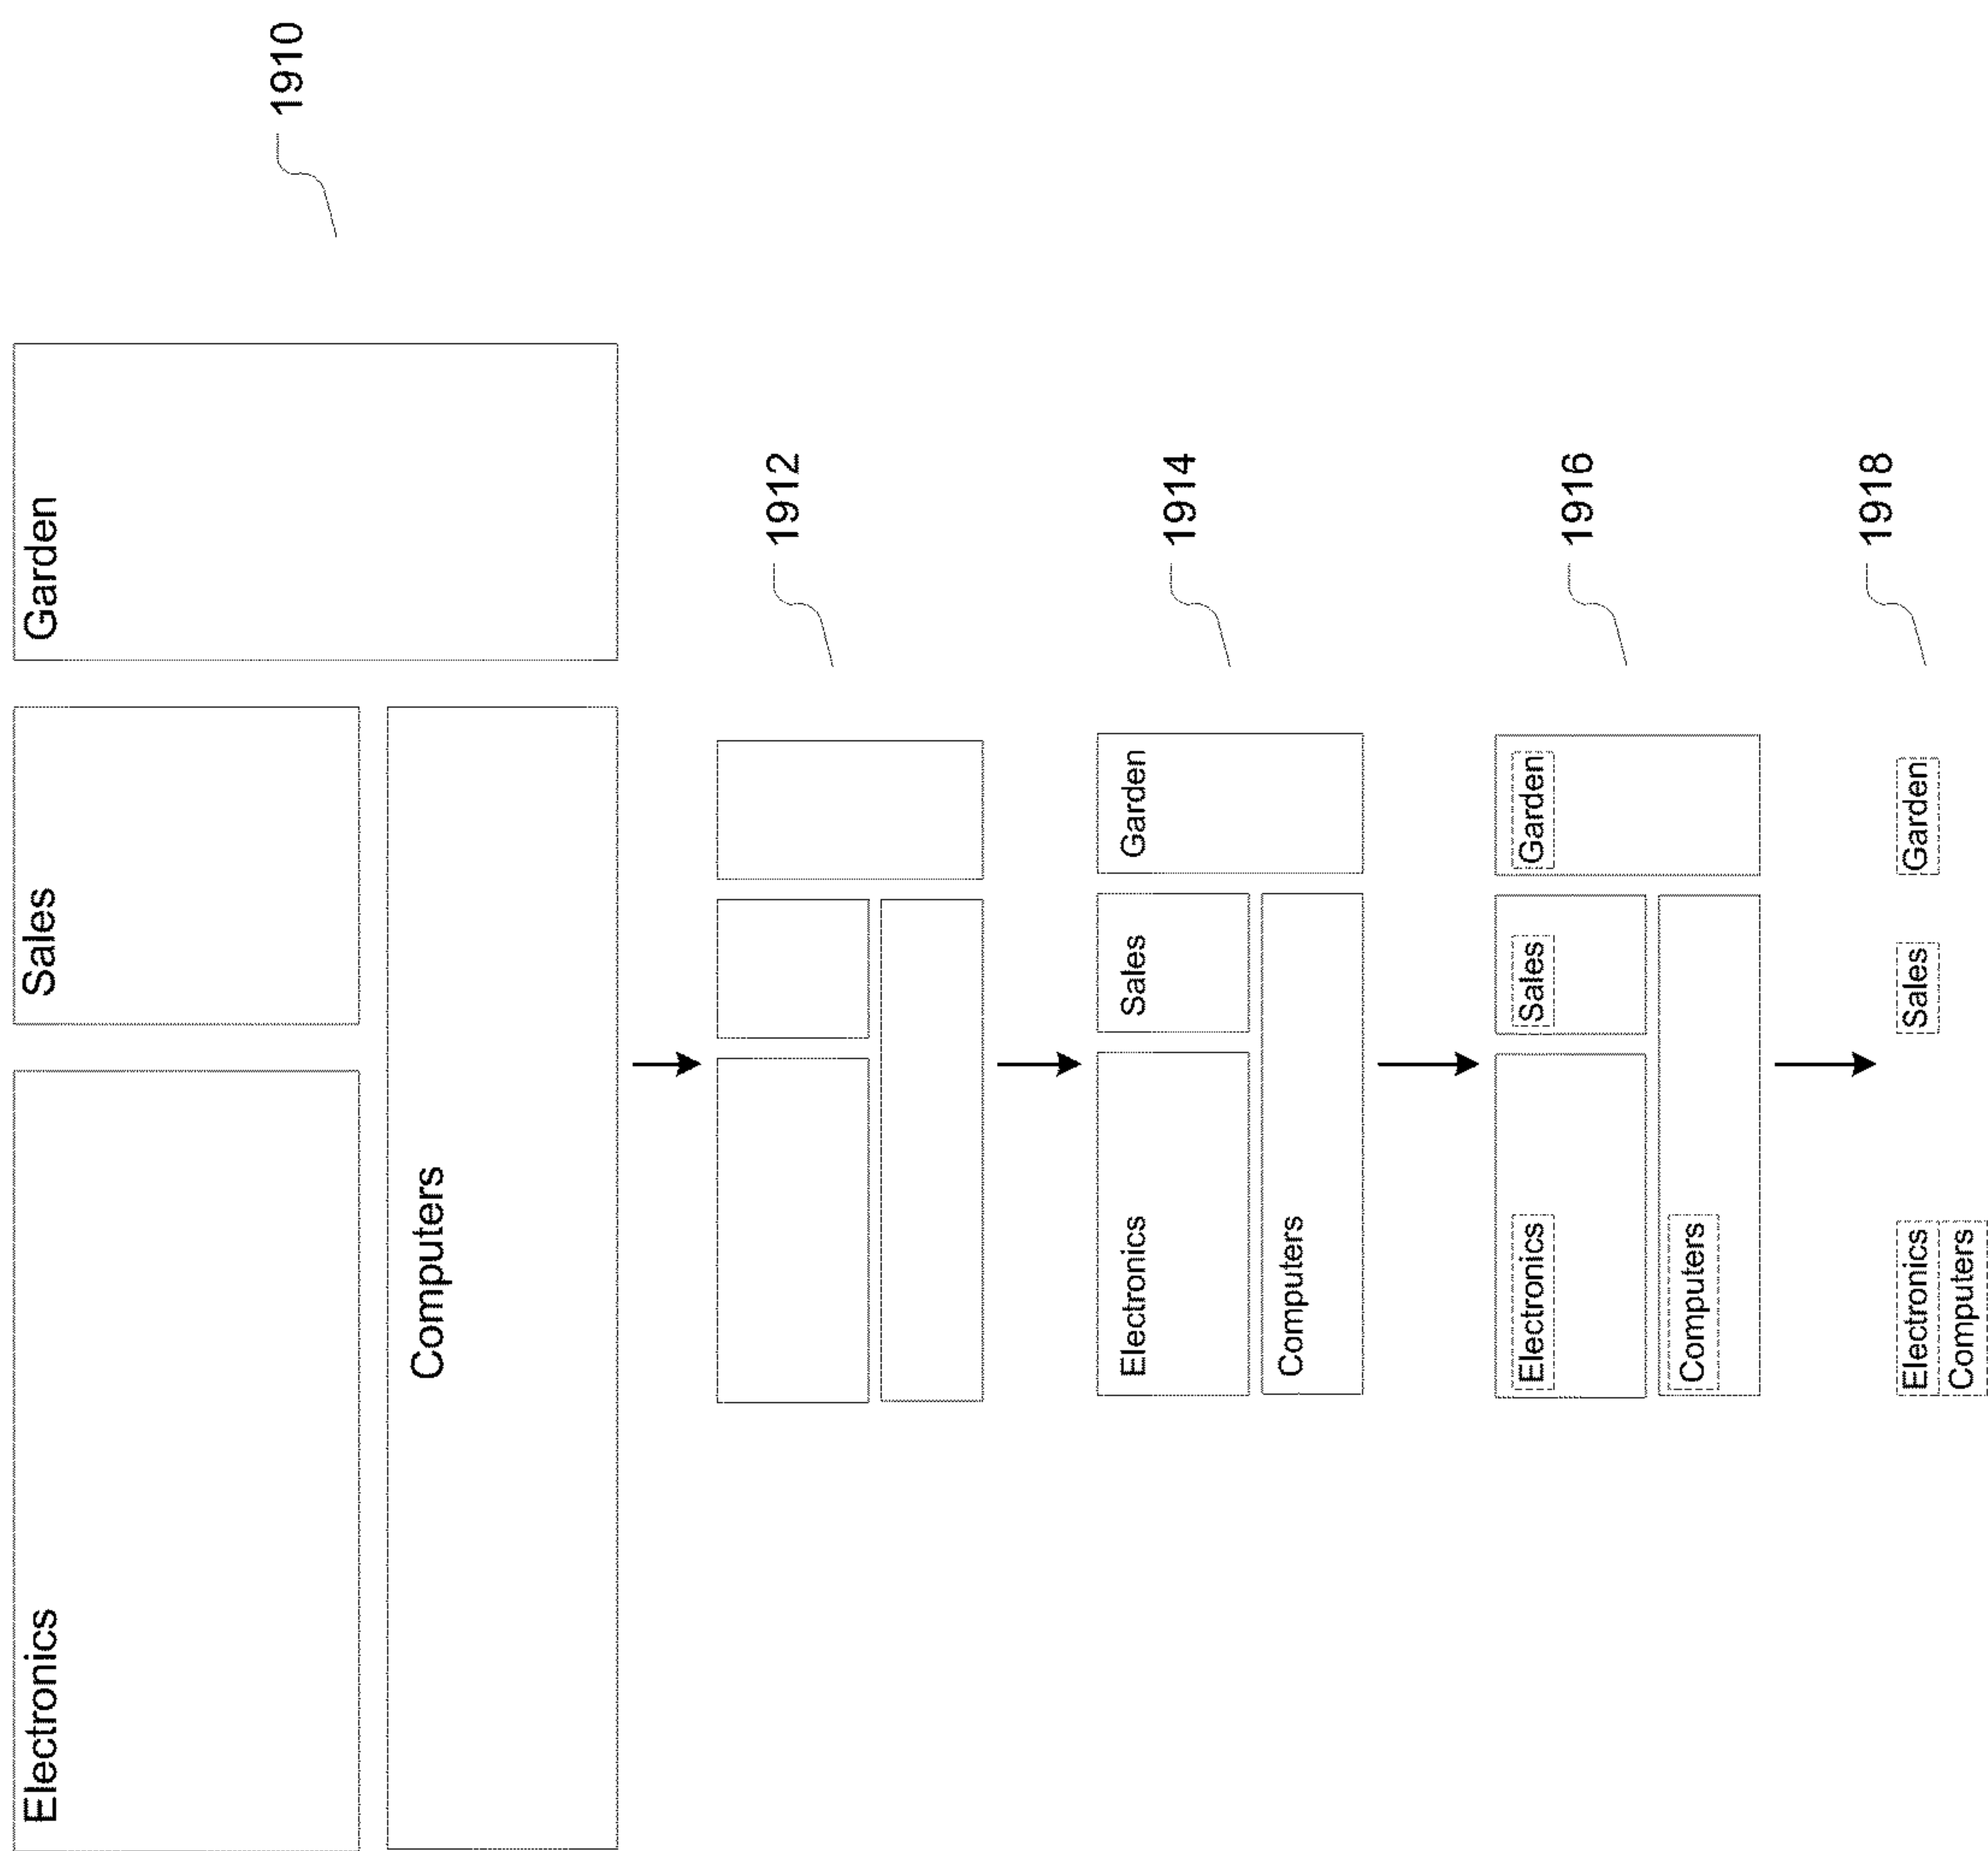 Electronics
Sales
Garden
Computers
1910
1912
Electronics
Sales
Garden
Computers
1914
Electronics
Sales
Garden
Computers
1916
Electronics
Sales
Garden
Computers
1918